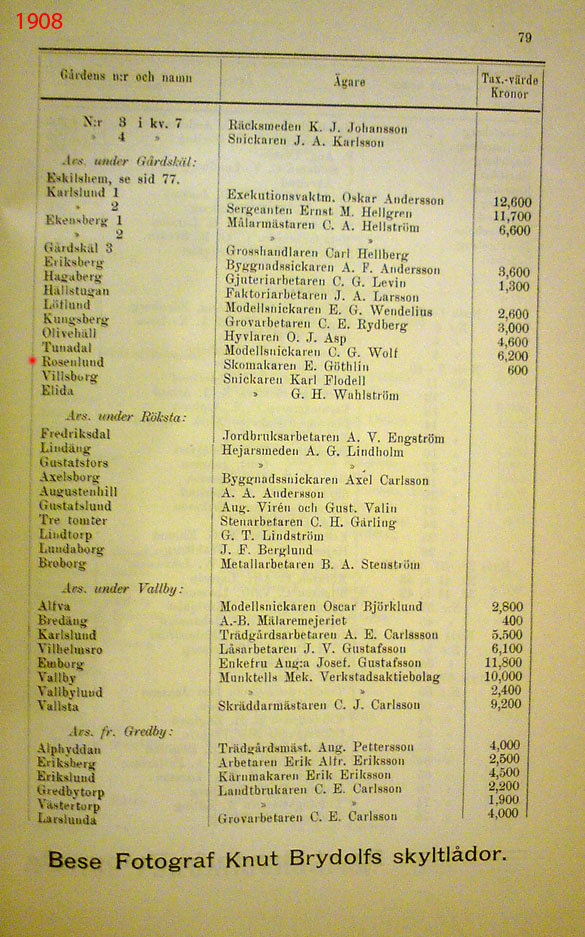 1908
79
Gårdens n:r och namn Ägare Tax.-värde Kronor
N:r 3 i kv. 7 Räcksmeden K. J. Johansson
» 4 » Snickaren J. A. Karlsson
Ars. under Gårdskäl:
Eskilshem, se sid 77.
Karlslund 1 Exekutionsvaktm. Oskar Andersson 12,600
» 2 Sergeanten Ernst M. Hellgren 11,700
Ekensberg 1 Målarmästaren C. A. Hellström 6,600
» 2 » »
Gårdskäl 3 Grosshandlaren Carl Hellberg
Eriksberg Byggnadssickaren A. F. Andersson 3,600
Hagaberg Gjuteriarbetaren C. G. Levin 1,300
Hällstugan Faktoriarbetaren J. A. Larsson
Löflund Modellsnickaren E. G. Wendelius 2,600
Kungsberg Grovarbetaren C. E. Rydberg 3,000
Olivehäll Hyvlaren O. J. Asp 4,600
Tunadal Modellsnickaren C. G. Wolf 6,200
Rosenlund Skomakaren E. Göthlin 600
Villsborg Snickaren Karl Flodell
Elida » G. H. Wahlström
Ars. under Röksta:
Fredriksdal Jordbruksarbetaren A. V. Engström
Lindäng Hejarsmeden A. G. Lindholm
Gustafsfors » »
Axelsborg Byggnadssnickaren Axel Carlsson
Augustenhill A. A. Andersson
Gustafslund Aug. Virén och Gust. Valin
Tre tomter Stenarbetaren C. H. Gärling
Lindtorp G. T. Lindström
Lundaborg J. F. Berglund
Broborg Metallarbetaren B. A. Stenström
Ars. under Vallby:
Alfva Modellsnickaren Oscar Björklund 2,800
Bredäng A.-B. Mälaremejeriet 400
Karlslund Trädgårdsarbetaren A. E. Carlssson 5,500
Vilhelmsro Låsarbetaren J. V. Gustafsson 6,100
Emborg Enkefru Aug:a Josef. Gustafsson 11,800
Vallby Munktells Mek. Verkstadsaktiebolag 10,000
Vallbylund » » 2,400
Vallsta Skräddarmästaren C. J. Carlsson 9,200
Ars. fr. Gredby:
Alphyddan Trädgårdsmäst. Aug. Pettersson 4,000
Eriksberg Arbetaren Erik Alfr. Eriksson 2,500
Erikslund Kärnmakaren Erik Eriksson 4,500
Gredbytorp Landtbrukaren C. E. Carlsson 2,200
Västertorp » » 1,900
Larslunda Grovarbetaren C. E. Carlsson 4,000
Bese Fotograf Knut Brydolfs skyltlådor.